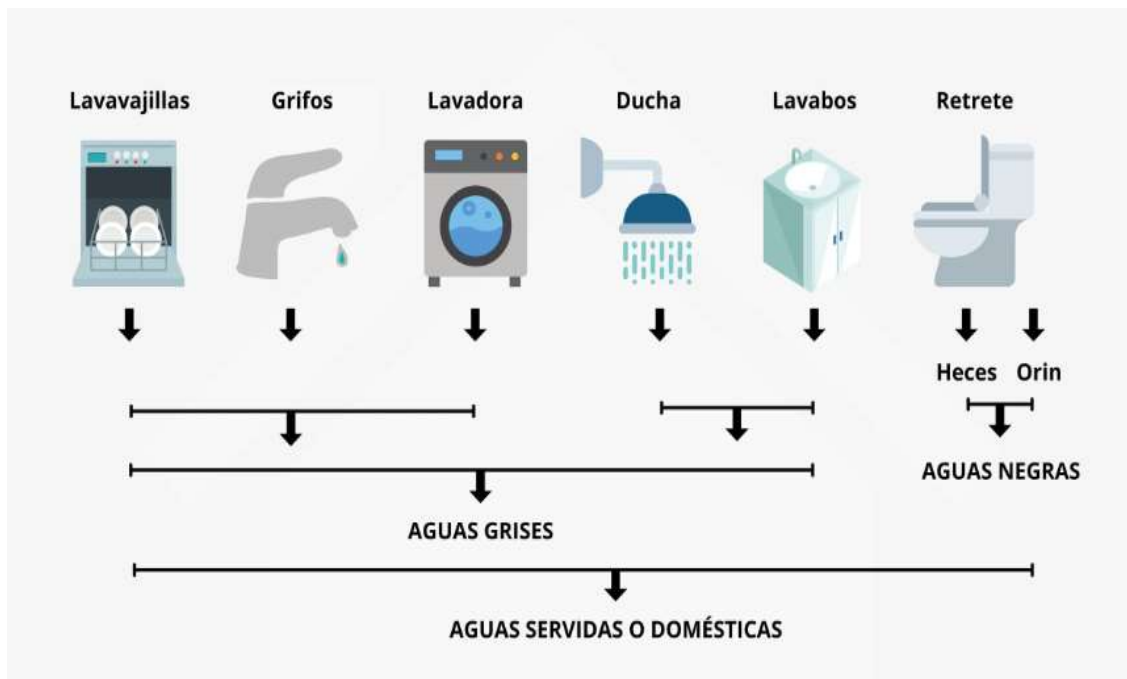 Lavavajillas Grifos Lavadora Ducha Lavabos Retrete
Heces Orin
AGUAS NEGRAS
AGUAS GRISES
AGUAS SERVIDAS O DOMÉSTICAS